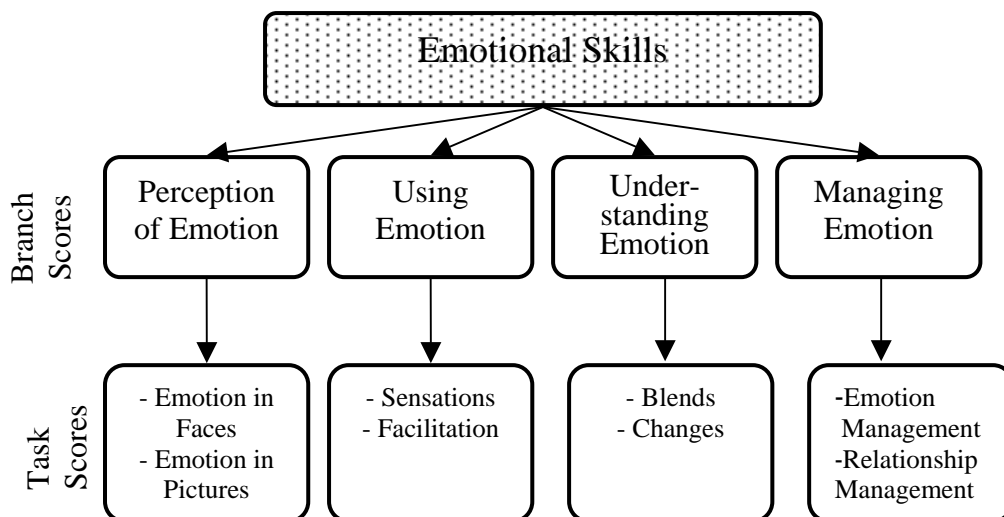 Emotional Skills
Branch
Scores
Perception
of Emotion
Using
Emotion
Under-
standing
Emotion
Managing
Emotion
Task
Scores
- Emotion in
Faces
- Emotion in
Pictures
- Sensations
- Facilitation
- Blends
- Changes
-Emotion
Management
-Relationship
Management